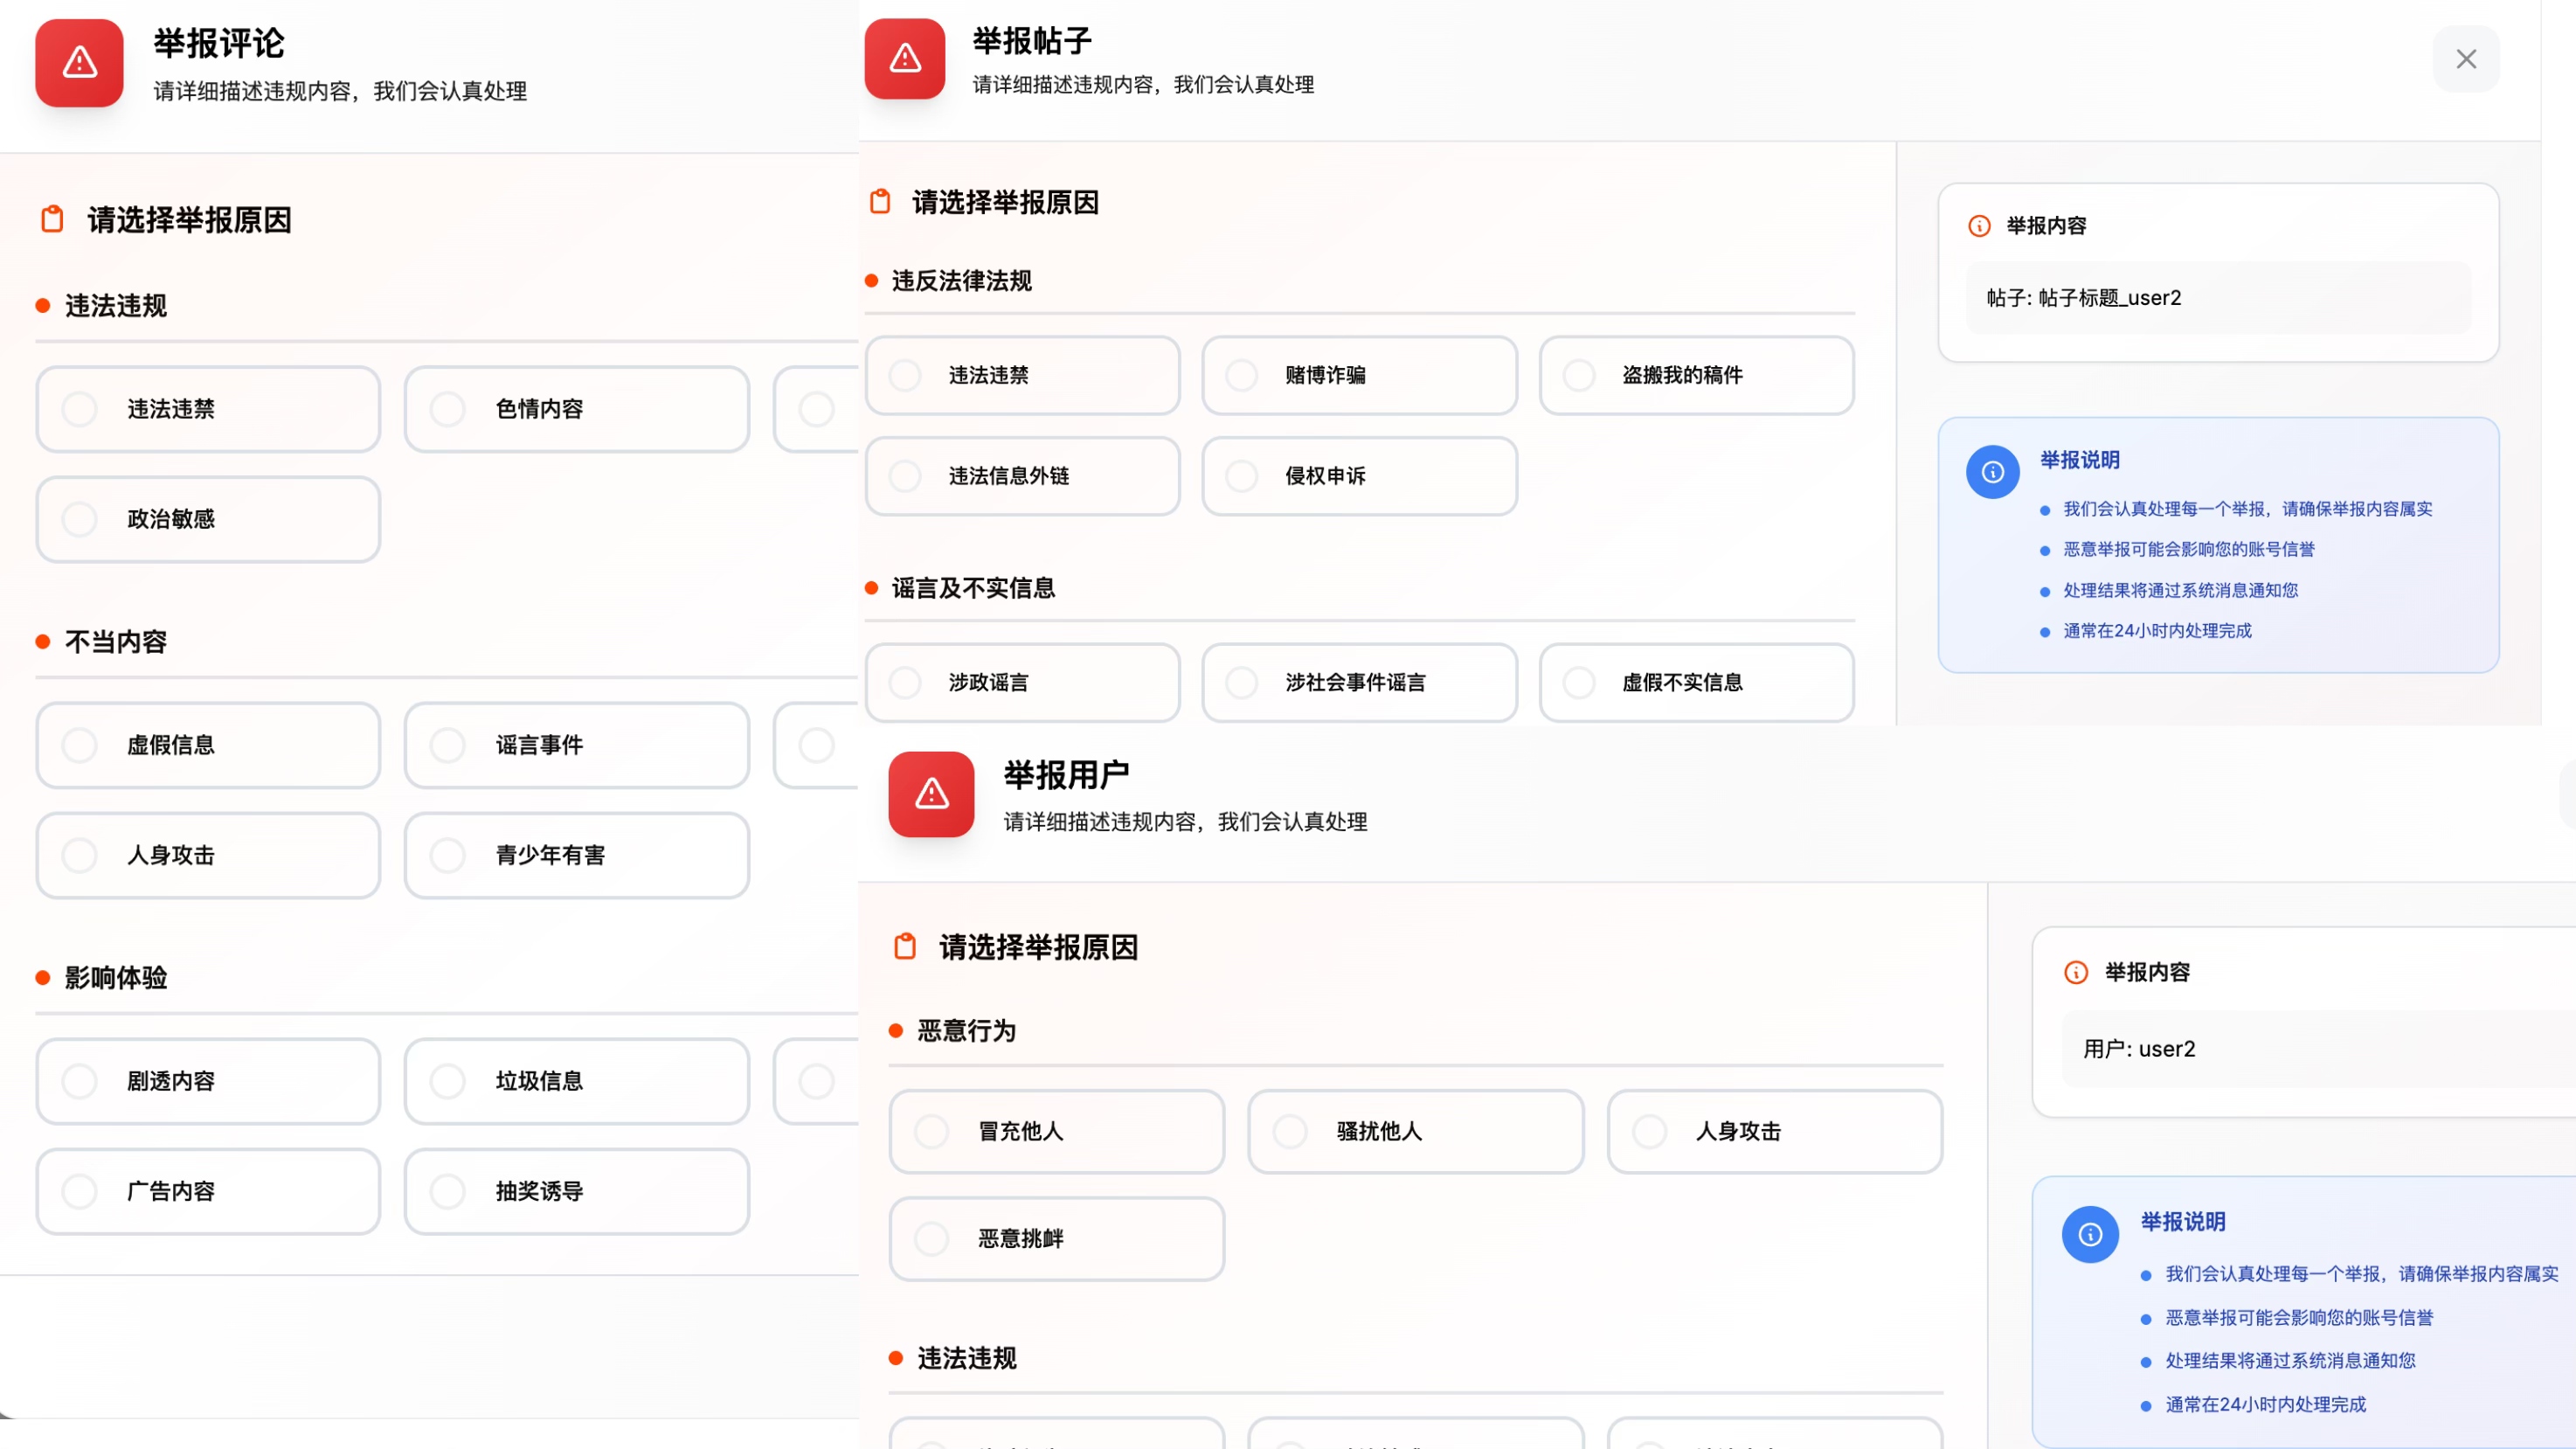 举报评论
请详细描述违规内容，我们会认真处理
请选择举报原因
违法违规
违法违禁
色情内容
政治敏感
不当内容
虚假信息
谣言事件
人身攻击
青少年有害
影响体验
剧透内容
垃圾信息
广告内容
抽奖诱导
举报帖子
请详细描述违规内容，我们会认真处理
请选择举报原因
违反法律法规
违法违禁
赌博诈骗
盗搬我的稿件
违法信息外链
侵权申诉
谣言及不实信息
涉政谣言
涉社会事件谣言
虚假不实信息
举报内容
帖子: 帖子标题_user2
举报说明
我们会认真处理每一个举报，请确保举报内容属实
恶意举报可能会影响您的账号信誉
处理结果将通过系统消息通知您
通常在24小时内处理完成
举报用户
请详细描述违规内容，我们会认真处理
请选择举报原因
恶意行为
冒充他人
骚扰他人
人身攻击
恶意挑衅
违法违规
举报内容
用户: user2
举报说明
我们会认真处理每一个举报，请确保举报内容属实
恶意举报可能会影响您的账号信誉
处理结果将通过系统消息通知您
通常在24小时内处理完成